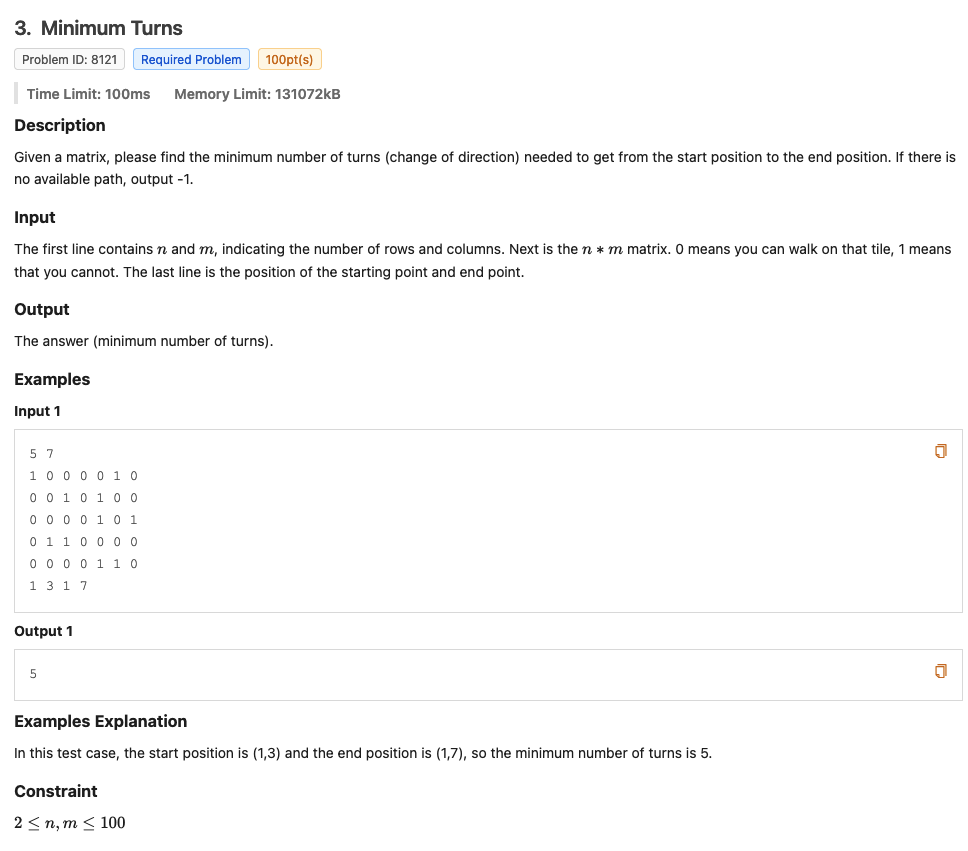 3. Minimum Turns
Problem ID: 8121 Required Problem 100pt(s)
Time Limit: 100ms Memory Limit: 131072kB
Description
Given a matrix, please find the minimum number of turns (change of direction) needed to get from the start position to the end position. If there is
no available path, output -1.
Input
The first line contains n and m, indicating the number of rows and columns. Next is the n * m matrix. 0 means you can walk on that tile, 1 means
that you cannot. The last line is the position of the starting point and end point.
Output
The answer (minimum number of turns).
Examples
Input 1
5 7
1 0 0 0 0 1 0
0 0 1 0 1 0 0
0 0 0 0 1 0 1
0 1 1 0 0 0 0
0 0 0 0 1 1 0
1 3 1 7
Output 1
5
Examples Explanation
In this test case, the start position is (1,3) and the end position is (1,7), so the minimum number of turns is 5.
Constraint
2 ≤ n, m ≤ 100